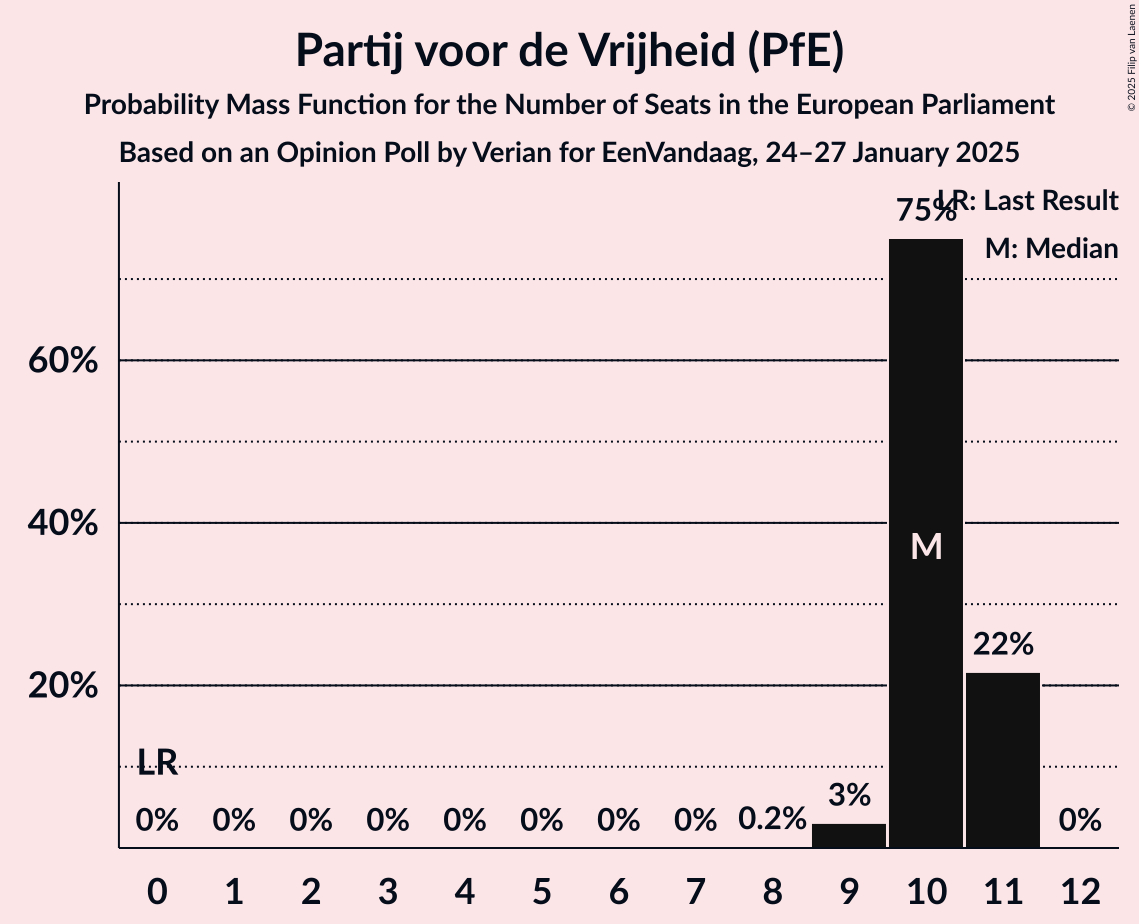 Partij voor de Vrijheid (PfE)
Probability Mass Function for the Number of Seats in the European Parliament
Based on an Opinion Poll by Verian for EenVandaag, 24–27 January 2025
© 2025 Filip van Laenen
LR: Last Result
M: Median
75%
60%
40%
M
22%
20%
LR
3%
0% 0% 0% 0% 0% 0% 0% 0% 0.2% 0%
0 1 2 3 4 5 6 7 8 9 10 11 12